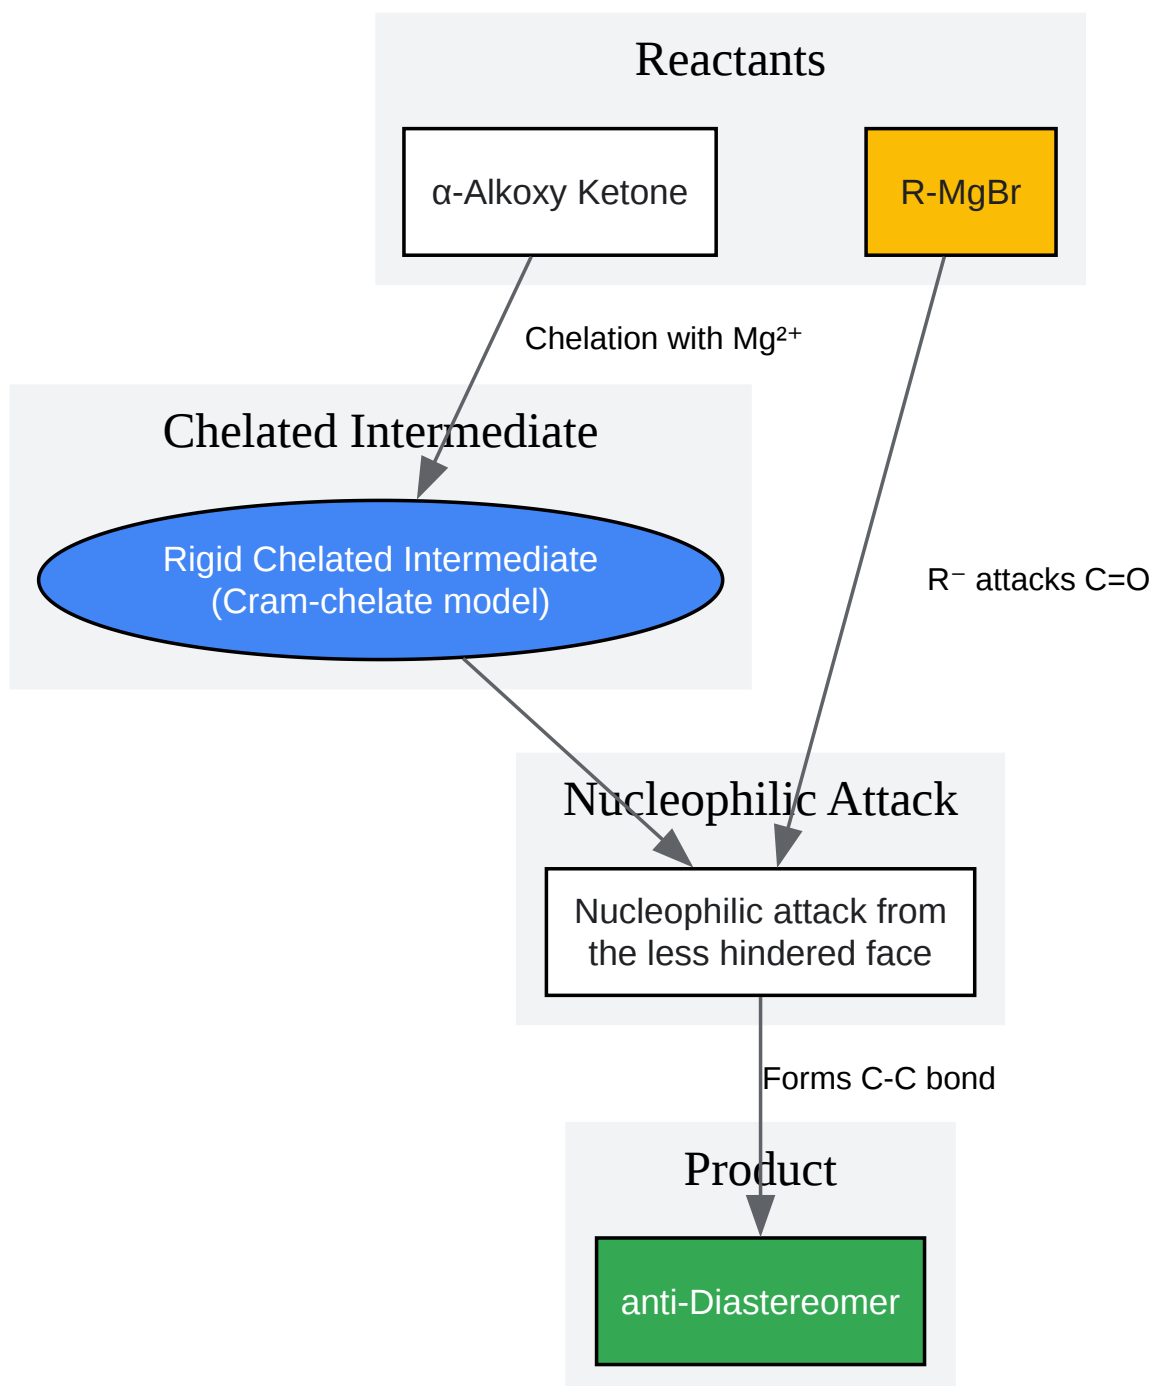 Reactants
α-Alkoxy Ketone
R-MgBr
Chelation with Mg²⁺
Chelated Intermediate
Rigid Chelated Intermediate
(Cram-chelate model)
R⁻ attacks C=O
Nucleophilic Attack
Nucleophilic attack from
the less hindered face
Forms C-C bond
Product
anti-Diastereomer